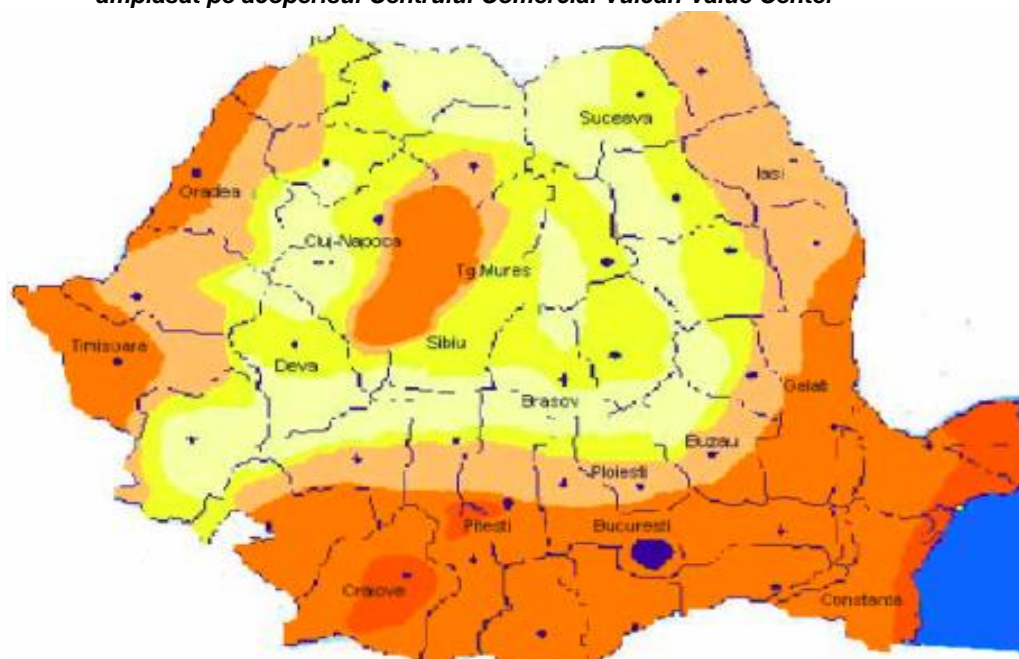 amplasat pe acoperisul Centrului Comercial Vulcan Value Center
Suceava
Iasi
Oradea
Cluj-Napoca
Tg.Mures
Timisoara
Sibiu
Deva
Galati
Brasov
Buzau
Ploiesti
Pitesti
Bucuresti
Craiova
Constanta